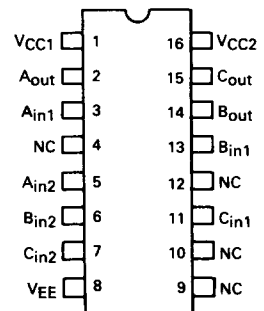 VCC1 1 16 VCC2
Aout 2 15 Cout
Ain1 3 14 Bout
NC 4 13 Bin1
Ain2 5 12 NC
Bin2 6 11 Cin1
Cin2 7 10 NC
VEE 8 9 NC